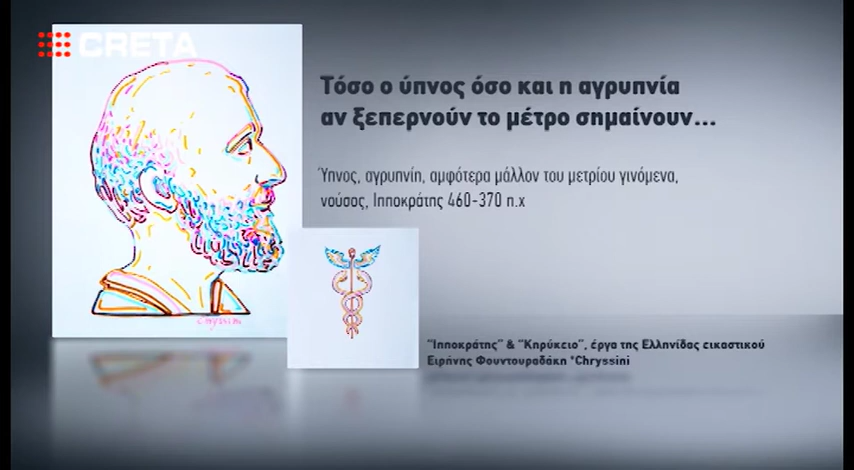 CRETA
Τόσο ο ύπνος όσο και η αγρυπνία
αν ξεπερνούν το μέτρο σημαίνουν...
Ύπνος, αγρυπνίη, αμφότερα μάλλον του μετρίου γινόμενα,
νούσος, Ιπποκράτης 460-370 π.χ
Chryssini
"Ιπποκράτης" & "Κηρύκειο", έργα της Ελληνίδας εικαστικού
Ειρήνης Φουντουραδάκη "Chryssini